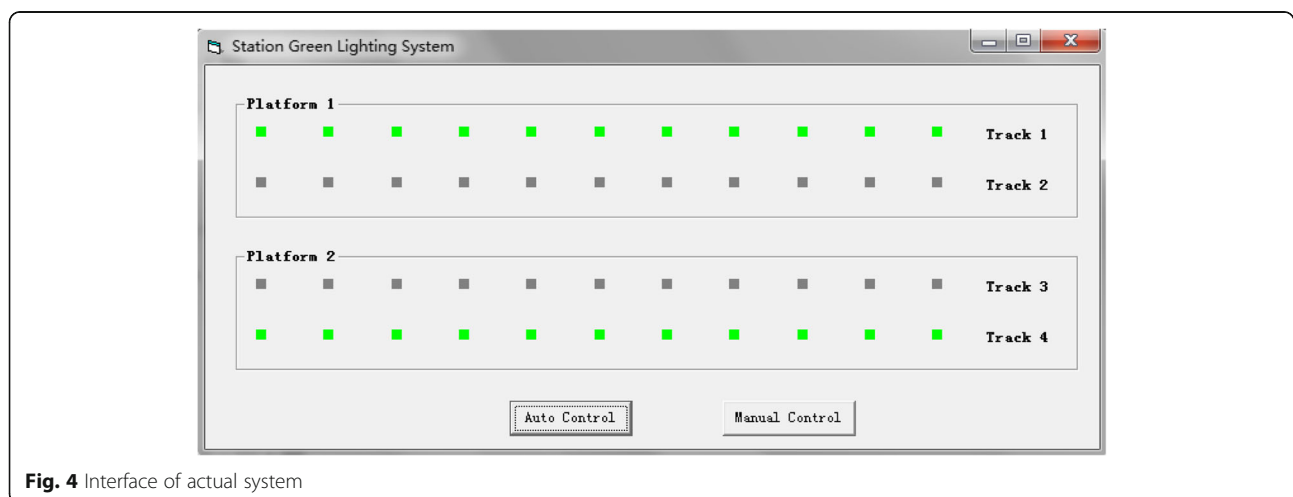 Station Green Lighting System
Platform 1
Track 1
Track 2
Platform 2
Track 3
Track 4
Auto Control Manual Control
Fig. 4 Interface of actual system